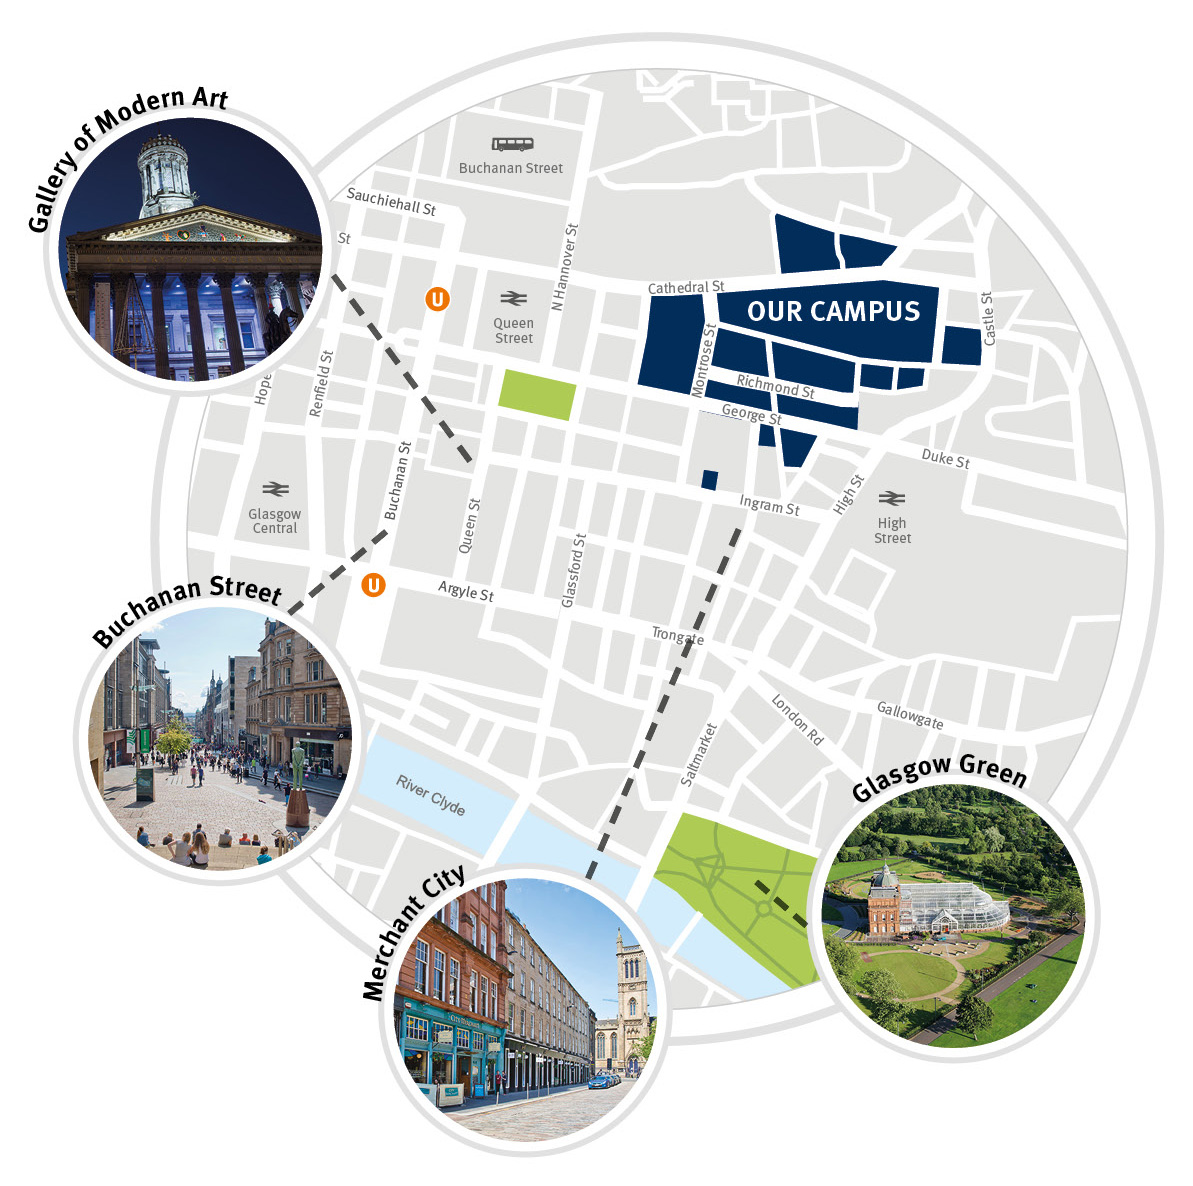 Gallery of Modern Art
Buchanan Street
Sauchiehall St
St
N Hannover St
U
Queen
Street
Cathedral St
OUR CAMPUS
Castle St
Montrose St
Richmond St
George St
Hope
Renfield St
Buchanan St
Duke St
Glasgow
Central
Queen St
Ingram St
High St
High
Street
Glassford St
U
Argyle St
Buchanan Street
Trongate
London Rd
Gallowgate
Saltmarket
River Clyde
Glasgow Green
Merchant City